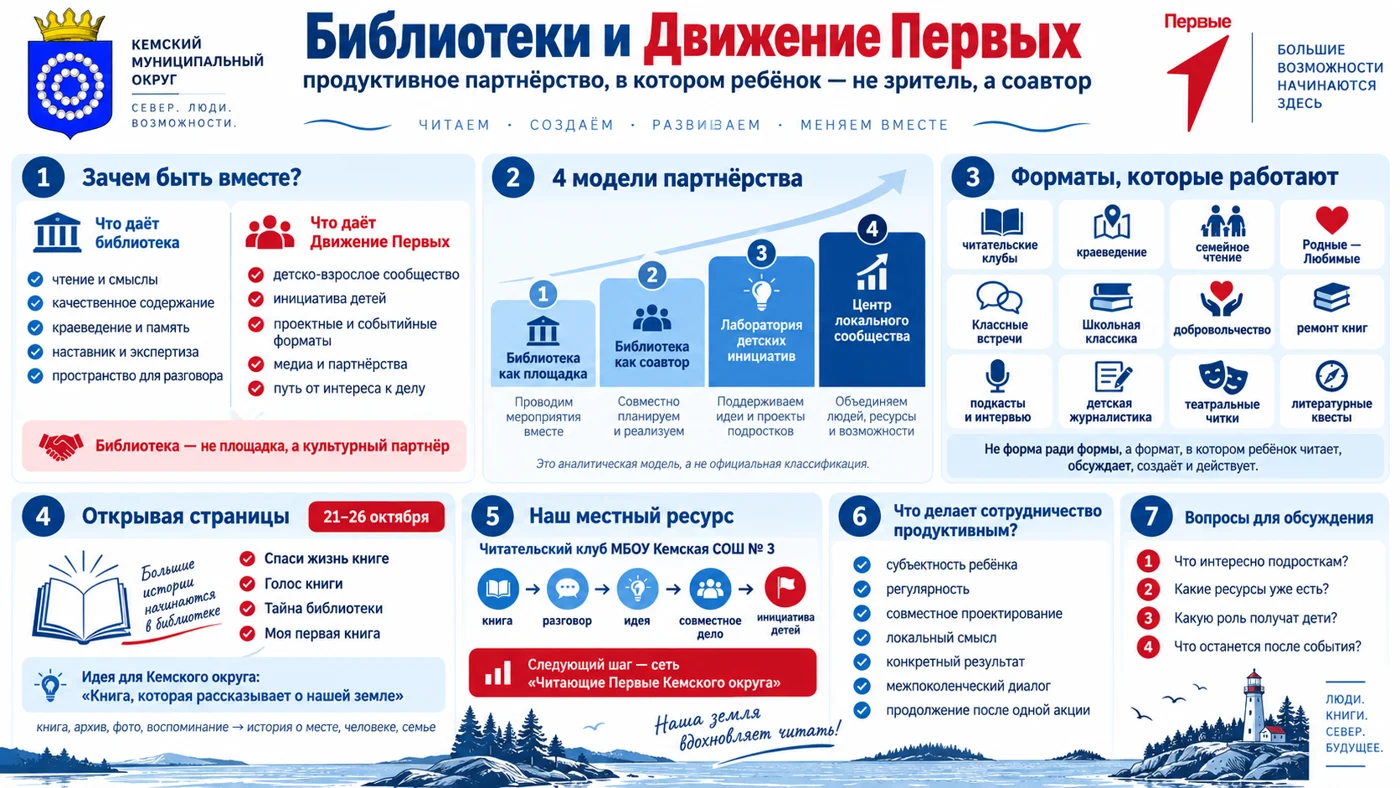 КЕМСКИЙ
МУНИЦИПАЛЬНЫЙ
ОКРУГ
СЕВЕР. ЛЮДИ.
ВОЗМОЖНОСТИ.
Библиотеки и Движение Первых
продуктивное партнёрство, в котором ребёнок — не зритель, а соавтор
ЧИТАЕМ · СОЗДАЁМ · РАЗВИВАЕМ · МЕНЯЕМ ВМЕСТЕ
Первые
БОЛЬШИЕ
ВОЗМОЖНОСТИ
НАЧИНАЮТСЯ
ЗДЕСЬ
1 Зачем быть вместе?
Что даёт
библиотека
чтение и смыслы
качественное содержание
краеведение и память
наставник и экспертиза
пространство для разговора
Что даёт
Движение Первых
детско-взрослое сообщество
инициатива детей
проектные и событийные
форматы
медиа и партнёрства
путь от интереса к делу
Библиотека — не площадка, а культурный партнёр
2 4 модели партнёрства
1
Библиотека
как площадка
Проводим
мероприятия
вместе
2
Библиотека
как соавтор
Совместно
планируем
и реализуем
3
Лаборатория
детских
инициатив
Поддерживаем
идеи и проекты
подростков
4
Центр
локального
сообщества
Объединяем
людей, ресурсы
и возможности
Это аналитическая модель, а не официальная классификация.
3 Форматы, которые работают
читательские
клубы
краеведение
семейное
чтение
Родные —
Любимые
Классные
встречи
Школьная
классика
добровольчество
ремонт книг
подкасты
и интервью
детская
журналистика
театральные
читки
литературные
квесты
Не форма ради формы, а формат, в котором ребёнок читает,
обсуждает, создаёт и действует.
4 Открывая страницы
21–26 октября
Большие
истории
начинаются
в библиотеке
Спаси жизнь книге
Голос книги
Тайна библиотеки
Моя первая книга
Идея для Кемского округа:
«Книга, которая рассказывает о нашей земле»
книга, архив, фото, воспоминание → история о месте, человеке, семье
5 Наш местный ресурс
Читательский клуб МБОУ Кемская СОШ № 3
книга
разговор
идея
совместное
дело
инициатива
детей
Следующий шаг — сеть
«Читающие Первые Кемского округа»
Наша земля
вдохновляет читать!
6 Что делает сотрудничество
продуктивным?
субъектность ребёнка
регулярность
совместное проектирование
локальный смысл
конкретный результат
межпоколенческий диалог
продолжение после одной акции
7 Вопросы для обсуждения
1 Что интересно подросткам?
2 Какие ресурсы уже есть?
3 Какую роль получат дети?
4 Что останется после события?
ЛЮДИ.
КНИГИ.
СЕВЕР.
БУДУЩЕЕ.